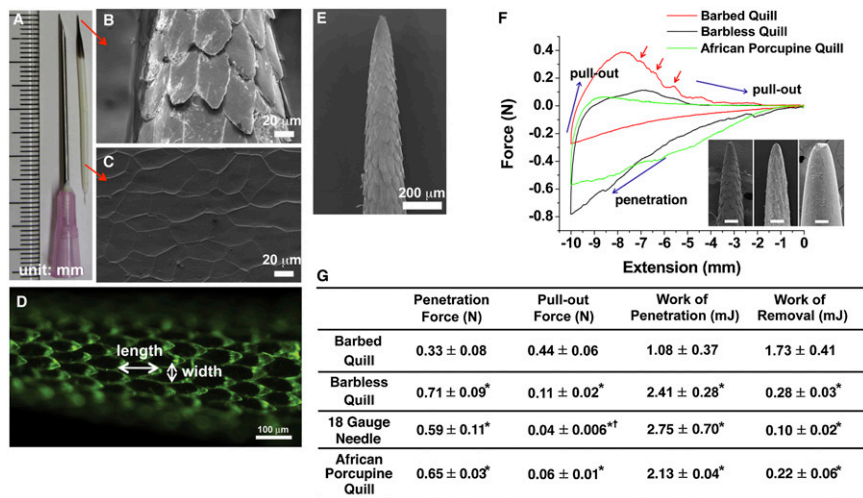 A
B
20 μm
C
20 μm
unit: mm
D
length
width
100 μm
E
200 μm
F
Barbed Quill
Barbless Quill
African Porcupine Quill
0.4
0.2
0.0
-0.2
-0.4
-0.6
-0.8
Force (N)
pull-out
pull-out
penetration
-10 -9 -8 -7 -6 -5 -4 -3 -2 -1 0
Extension (mm)
G
Penetration Force (N)
Pull-out Force (N)
Work of Penetration (mJ)
Work of Removal (mJ)
Barbed Quill
0.33 ± 0.08
0.44 ± 0.06
1.08 ± 0.37
1.73 ± 0.41
Barbless Quill
0.71 ± 0.09*
0.11 ± 0.02*
2.41 ± 0.28*
0.28 ± 0.03*
18 Gauge Needle
0.59 ± 0.11*
0.04 ± 0.006*†
2.75 ± 0.70*
0.10 ± 0.02*
African Porcupine Quill
0.65 ± 0.03*
0.06 ± 0.01*
2.13 ± 0.04*
0.22 ± 0.06*